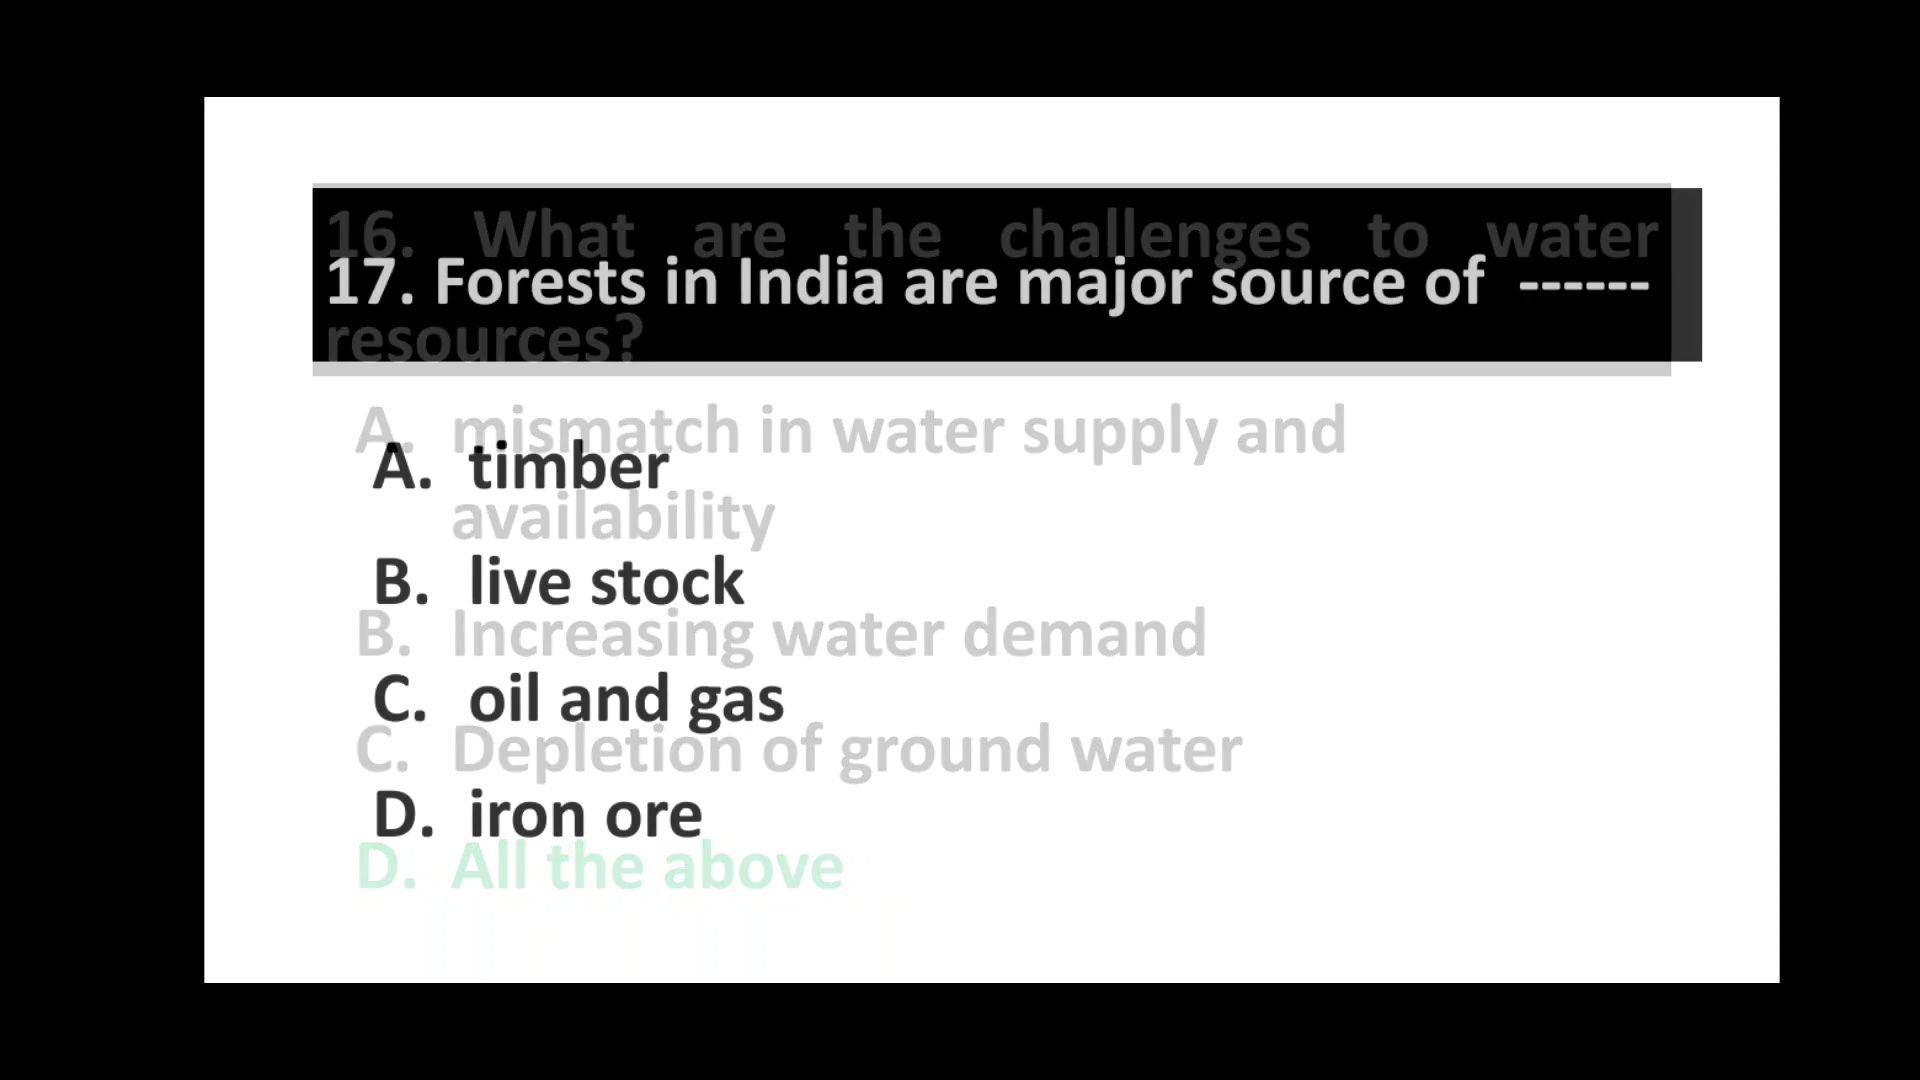 16. What are the challenges to water
17. Forests in India are major source of ------
resources?
A. mismatch in water supply and
A. timber
availability
B. live stock
B. Increasing water demand
C. oil and gas
C. Depletion of ground water
D. iron ore
D. All the above